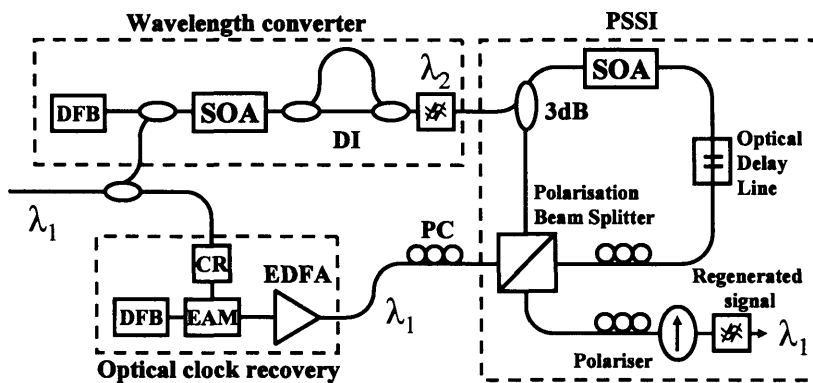 Wavelength converter
PSSI
DFB
SOA
DI
λ2
3dB
SOA
Optical
Delay
Line
λ1
Polarisation
Beam Splitter
PC
CR
EDFA
DFB
EAM
λ1
Optical clock recovery
Regenerated
signal
Polariser
λ1